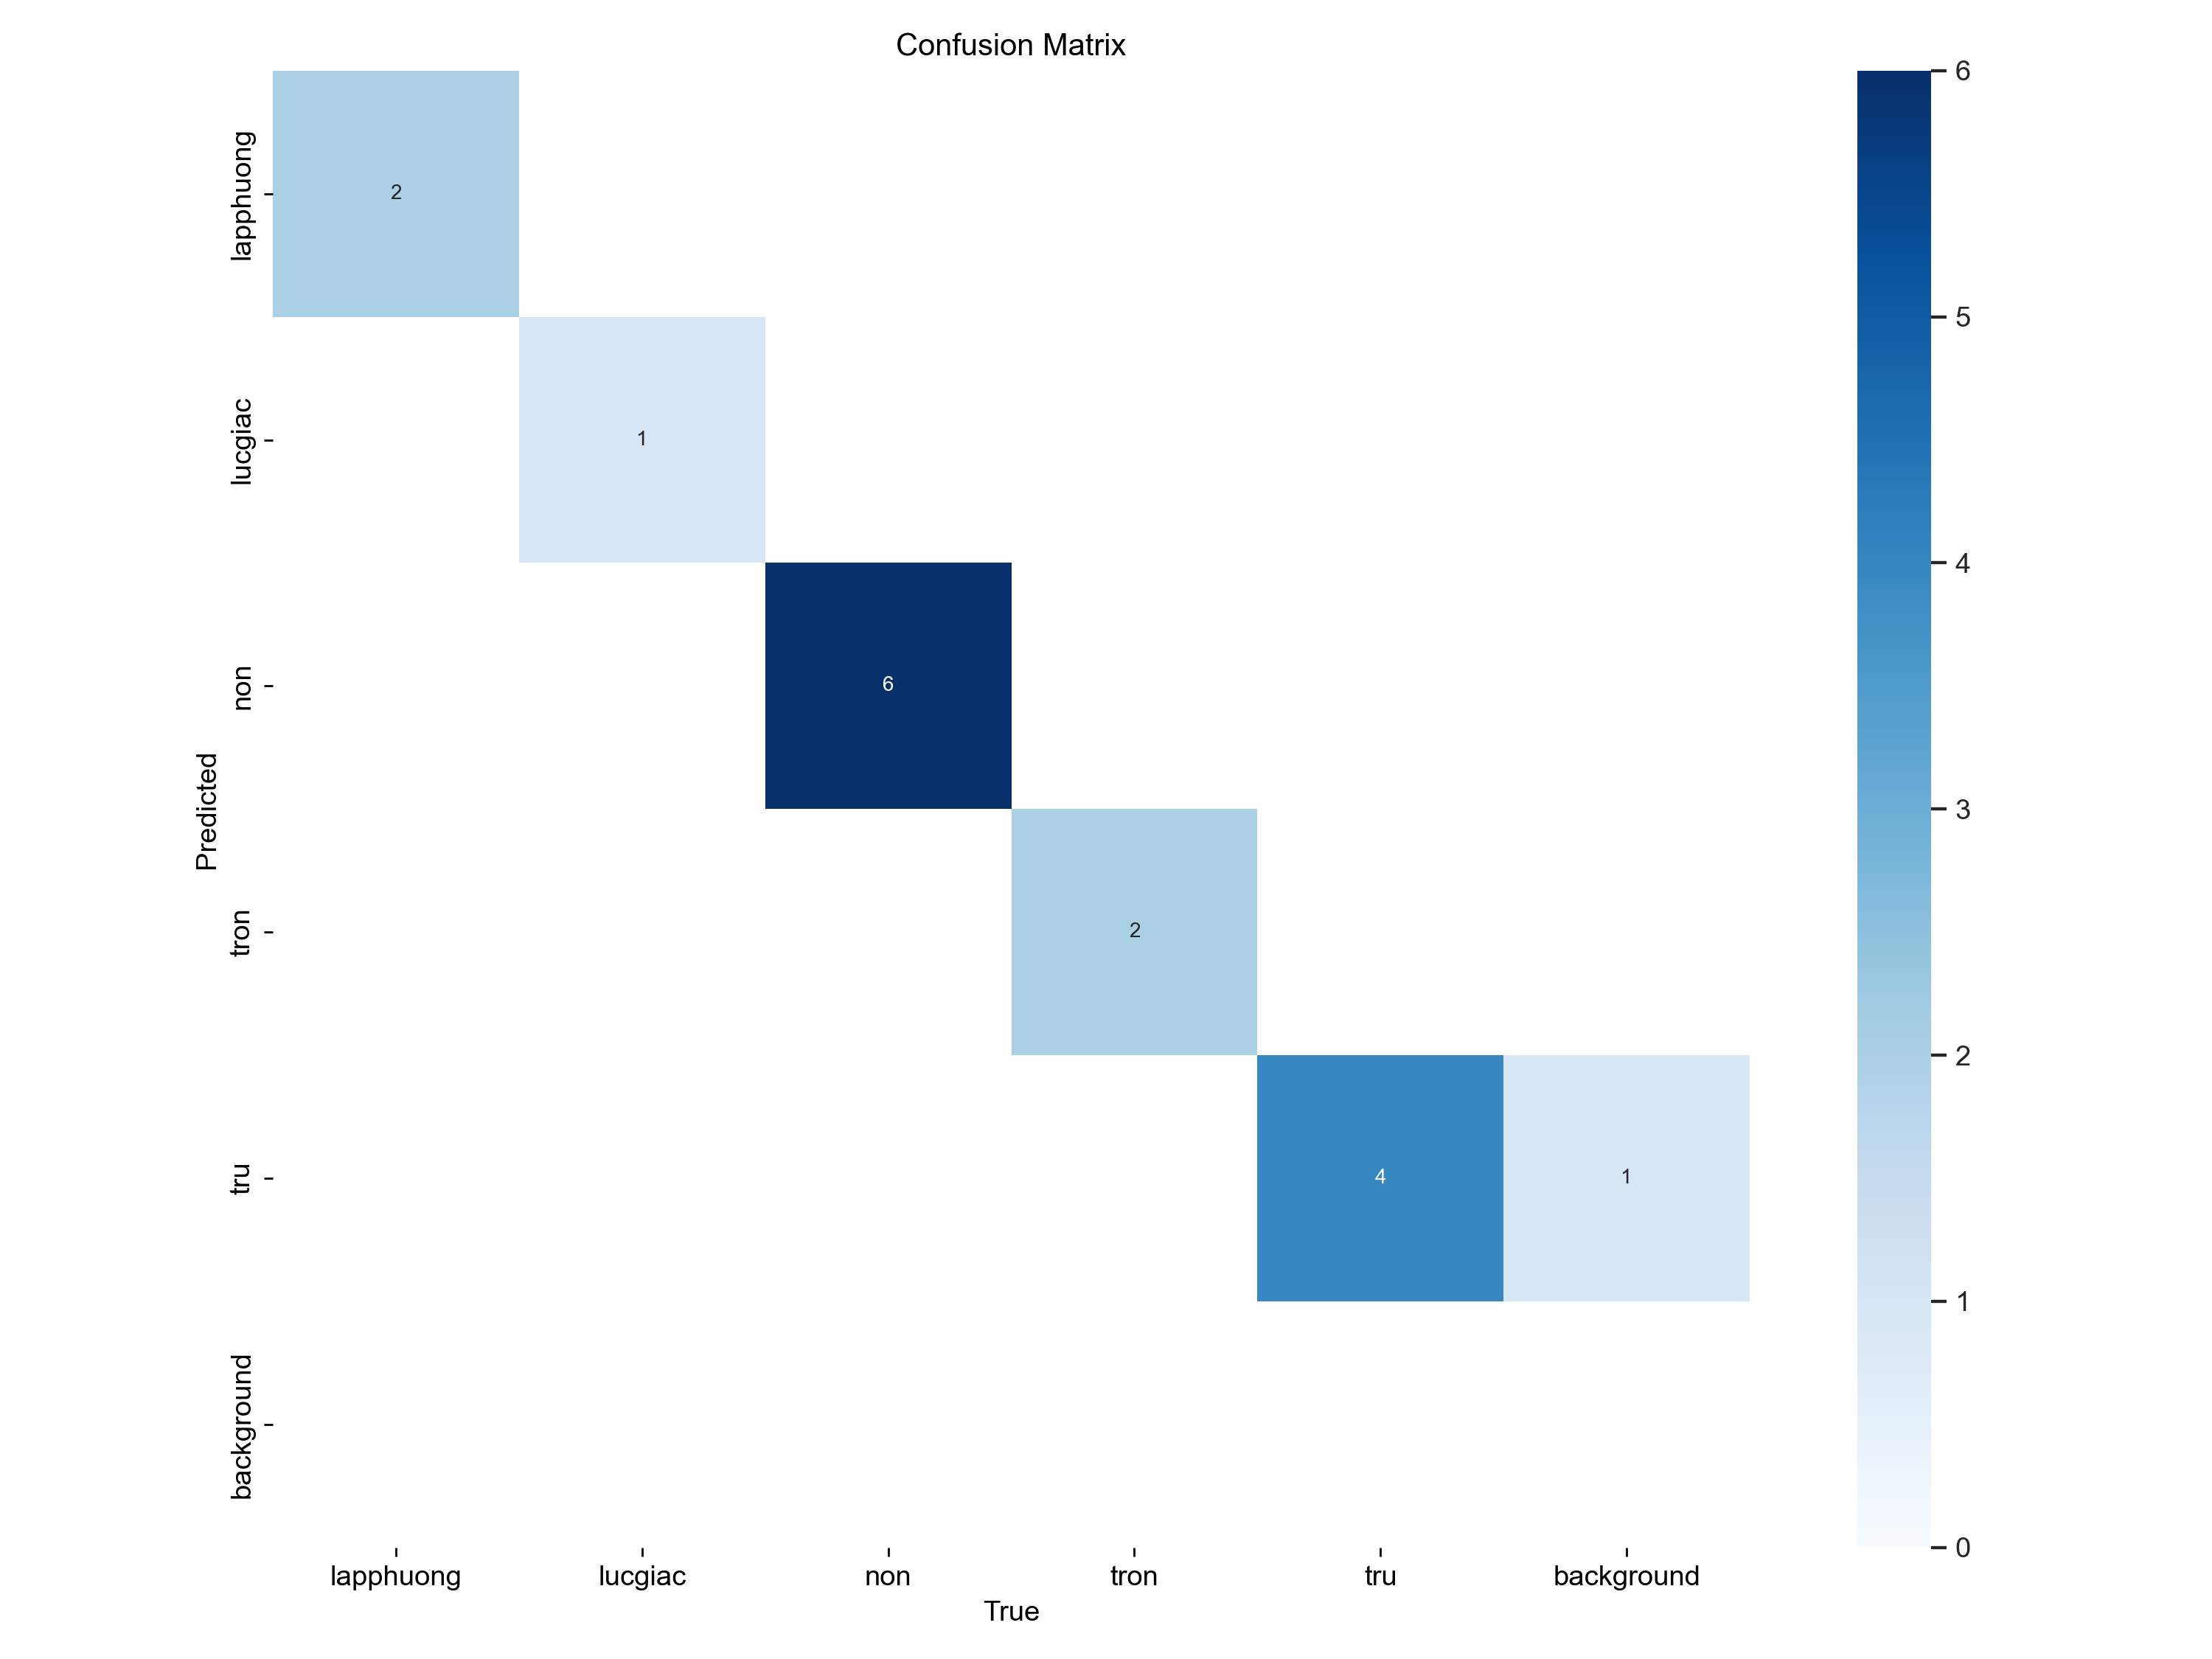 Confusion Matrix
lapphuong
lucgiac
non
tron
tru
background
Predicted
2
1
6
2
4 1
lapphuong lucgiac non tron tru background
True
6
5
4
3
2
1
0